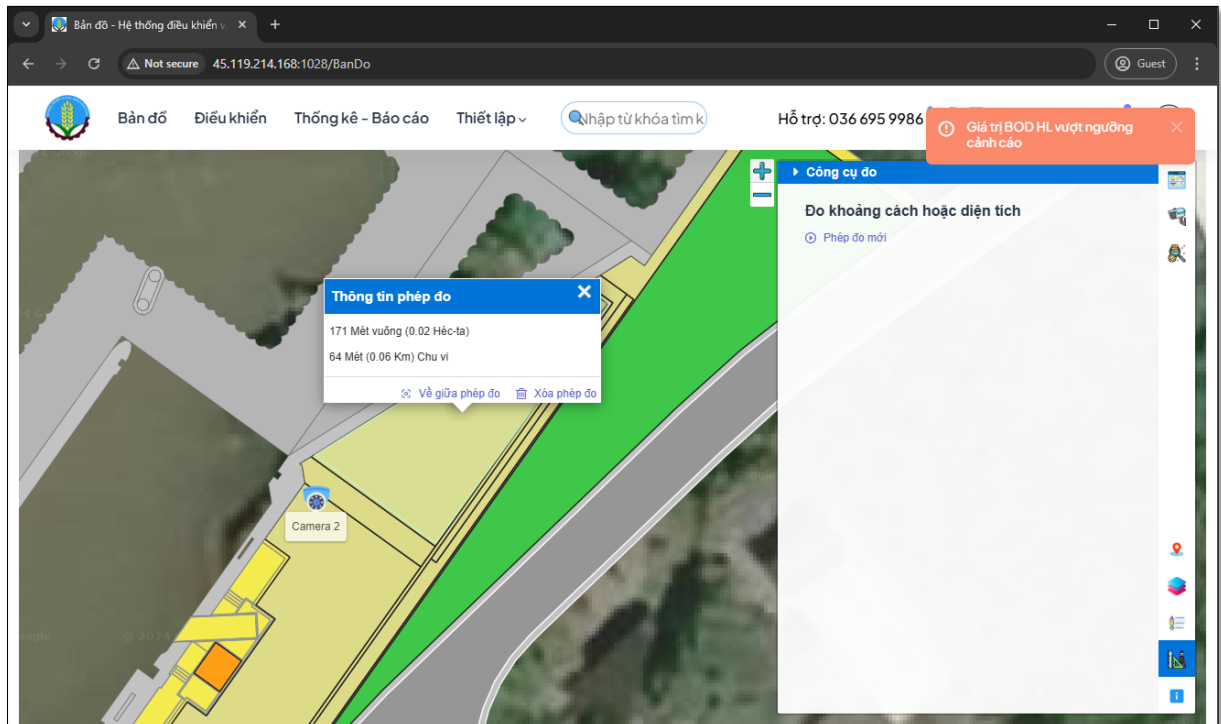 Bản đồ - Hệ thống điều khiển v
Not secure 45.119.214.168:1028/BanDo
Guest
Bản đồ Điều khiển Thống kê - Báo cáo Thiết lập Nhập từ khóa tìm k Hỗ trợ: 036 695 9986
Giá trị BOD HL vượt ngưỡng
cảnh cáo
Công cụ đo
Đo khoảng cách hoặc diện tích
Phép đo mới
Thông tin phép đo
171 Mét vuông (0.02 Héc-ta)
64 Mét (0.06 Km) Chu vi
Về giữa phép đo Xóa phép đo
Camera 2
© 2024